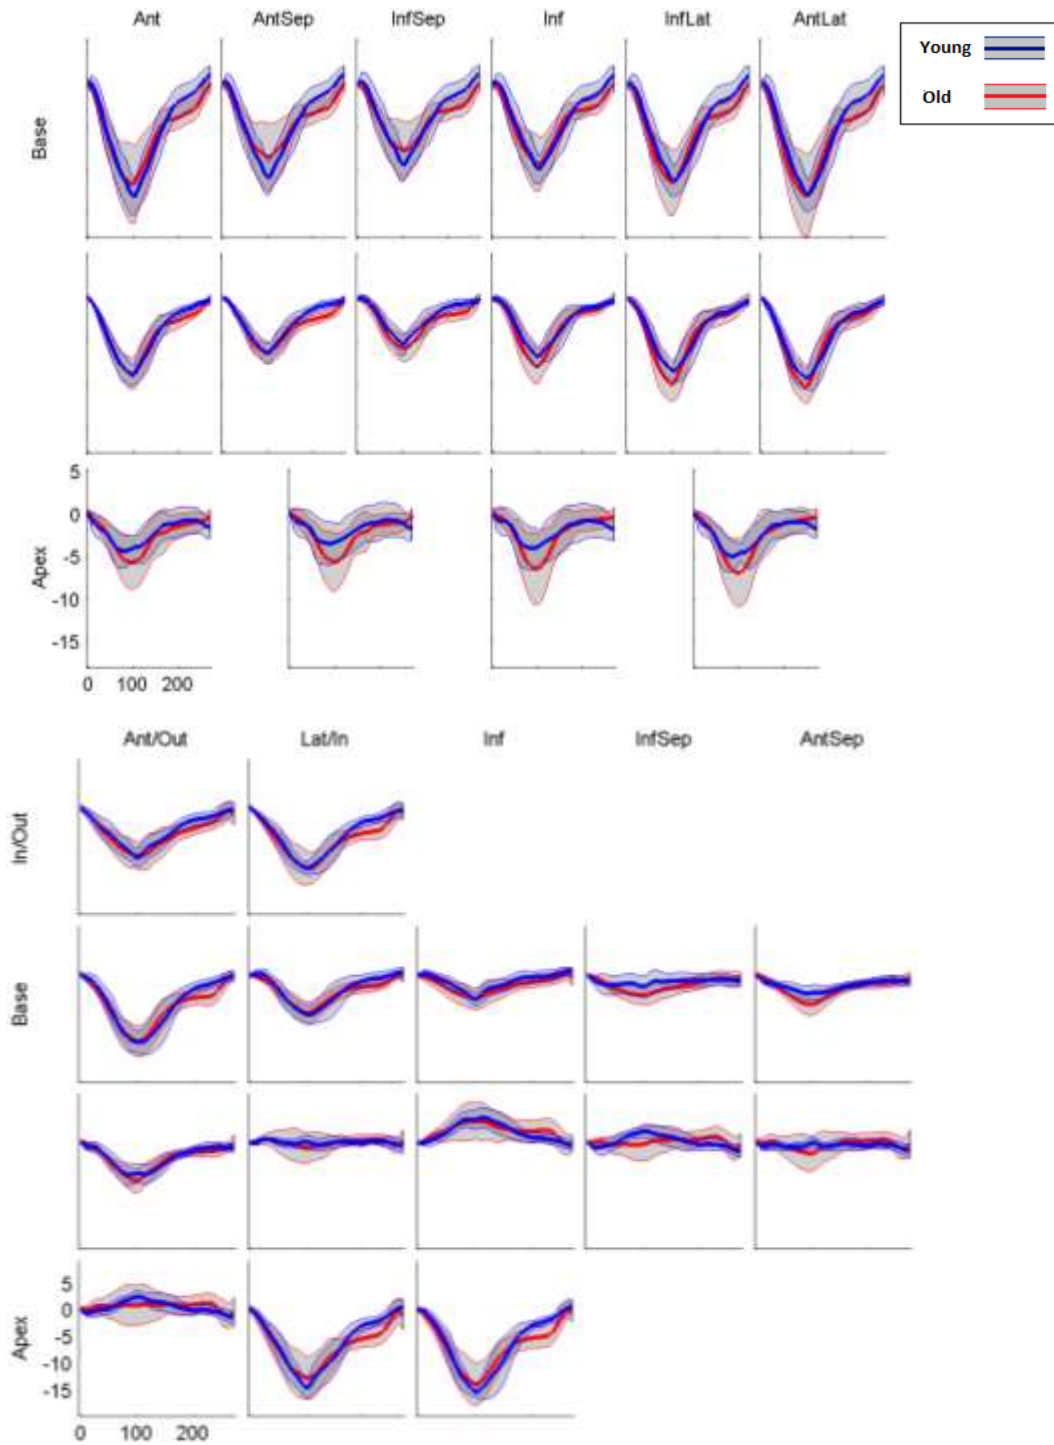 Ant AntSep InfSep Inf InfLat AntLat
Young
Old
Base
5
0
-5
-10
-15
Apex
0 100 200
Ant/Out Lat/In Inf InfSep AntSep
In/Out
Base
5
0
-5
-10
-15
Apex
0 100 200